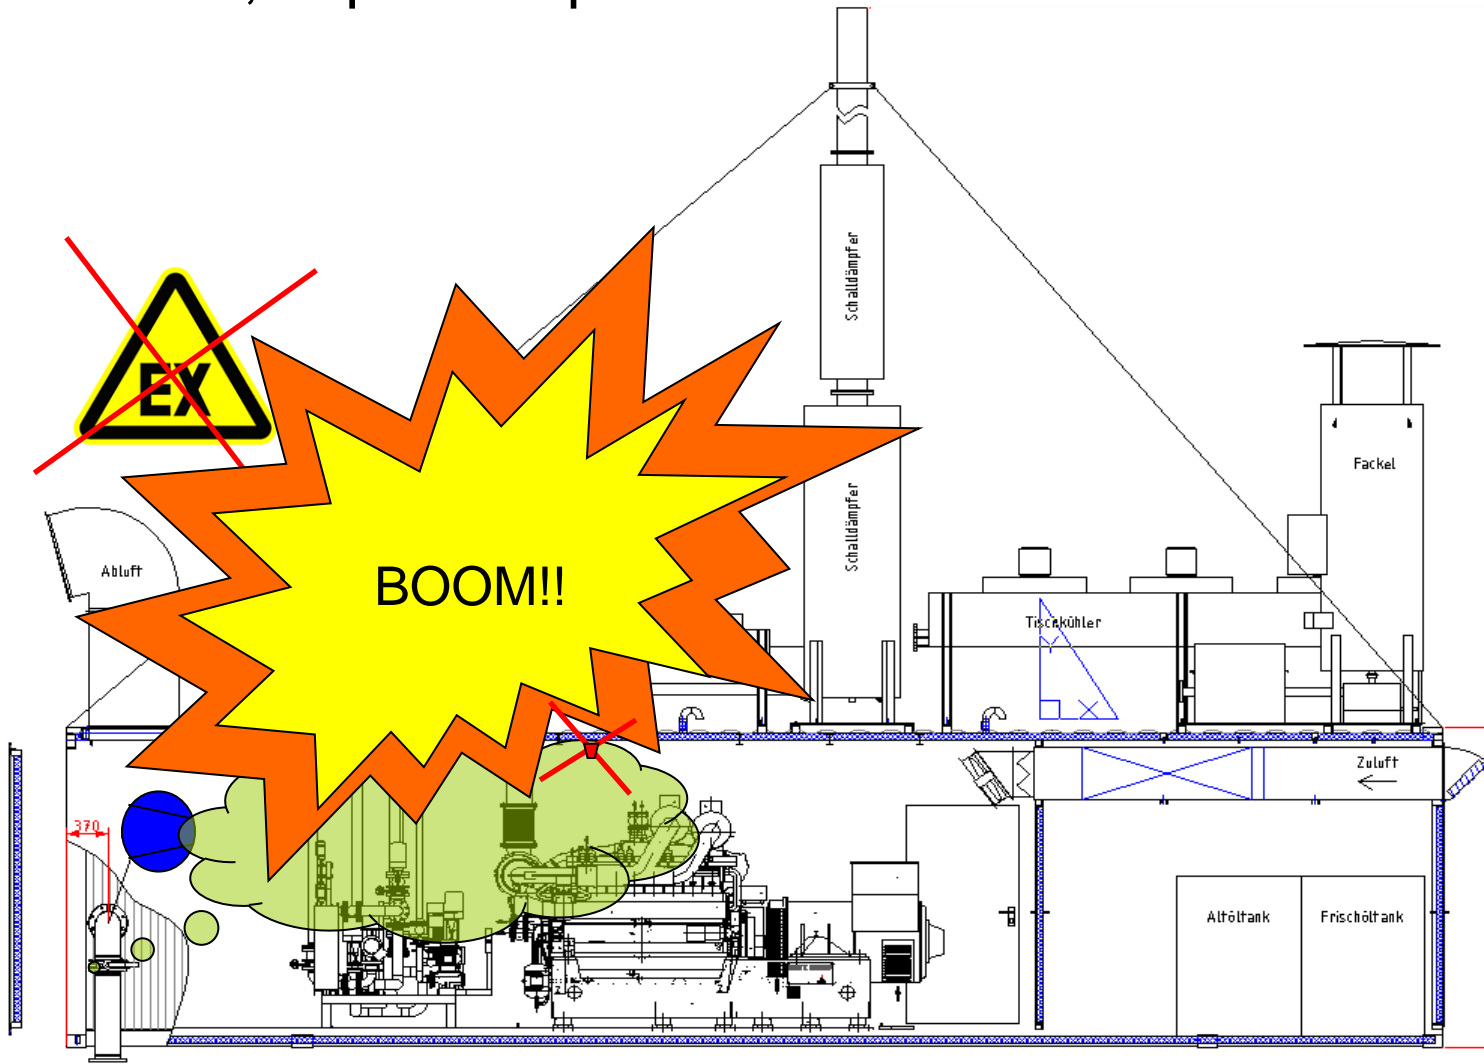 Schalldämpfer
EX
Fackel
Schalldämpfer
Abluft
BOOM!!
Tischkühler
Zuluft
370
Altöltank
Frischöltank